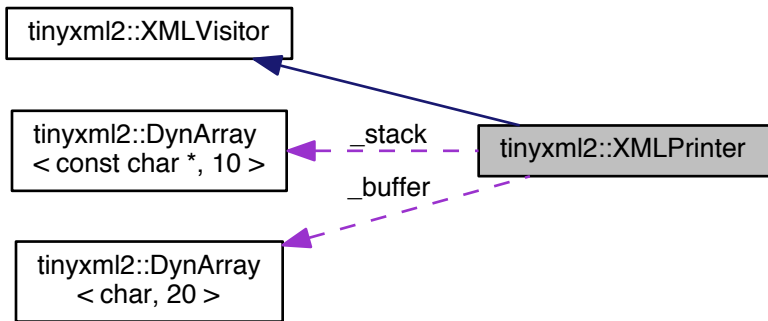 tinyxml2::XMLVisitor
tinyxml2::DynArray
< const char *, 10 >
_stack
tinyxml2::XMLPrinter
_buffer
tinyxml2::DynArray
< char, 20 >